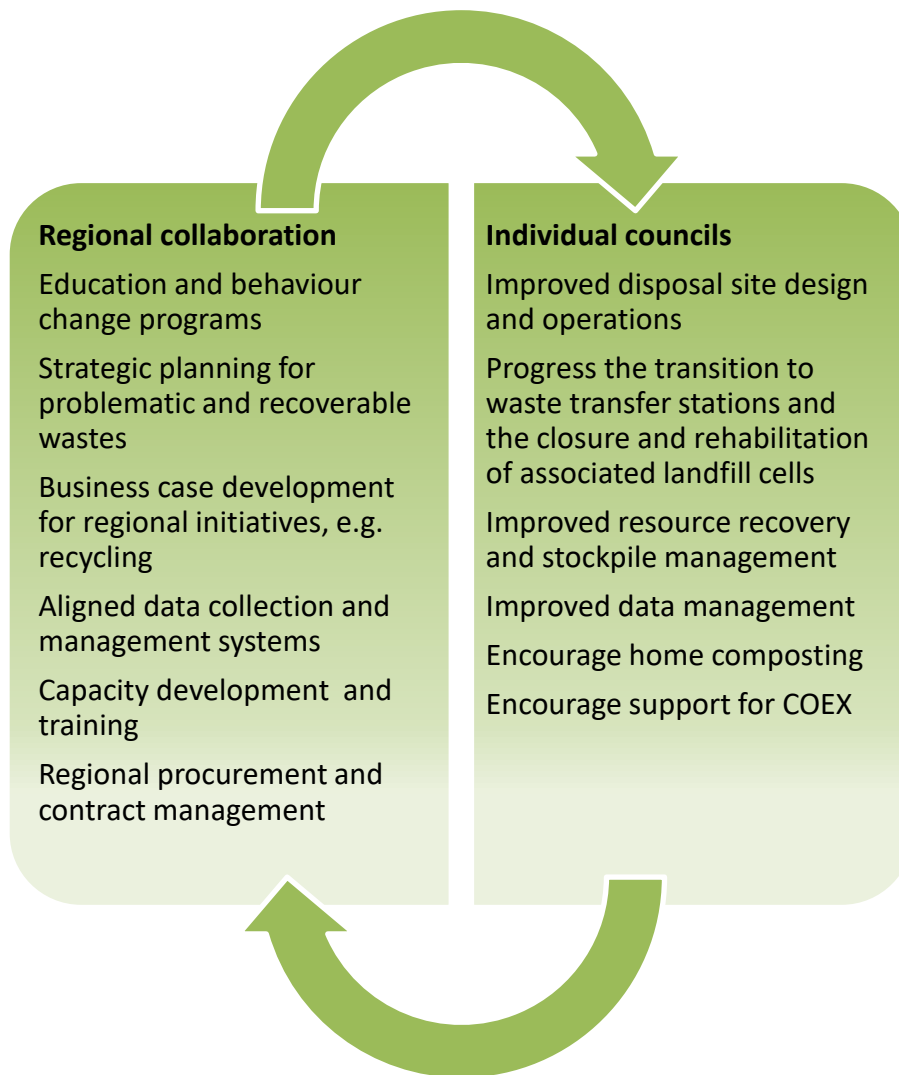 Regional collaboration
Education and behaviour
change programs
Strategic planning for
problematic and recoverable
wastes
Business case development
for regional initiatives, e.g.
recycling
Aligned data collection and
management systems
Capacity development  and
training
Regional procurement and
contract management
Individual councils
Improved disposal site design
and operations
Progress the transition to
waste transfer stations and
the closure and rehabilitation
of associated landfill cells
Improved resource recovery
and stockpile management
Improved data management
Encourage home composting
Encourage support for COEX